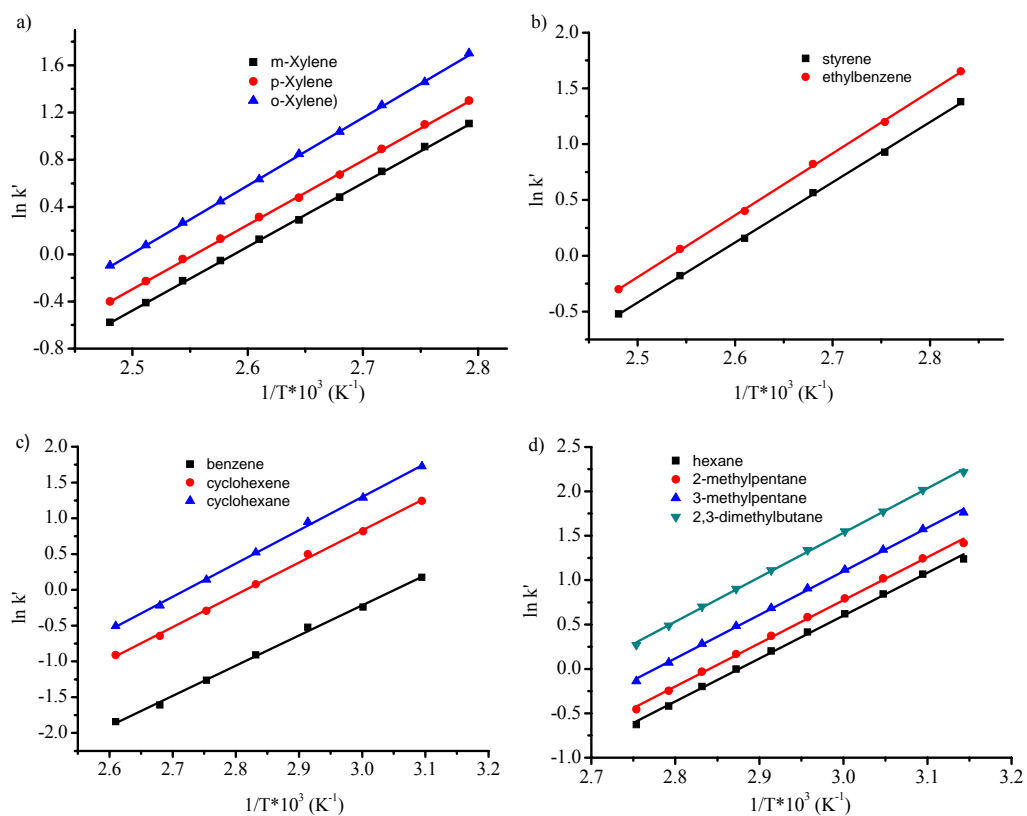 a)
m-Xylene
p-Xylene
o-Xylene)
1.6
1.2
0.8
0.4
0.0
-0.4
-0.8
ln k'
2.5
2.6
2.7
2.8
1/T*10³ (K⁻¹)
b)
styrene
ethylbenzene
2.0
1.5
1.0
0.5
0.0
-0.5
ln k'
2.5
2.6
2.7
2.8
1/T*10³ (K⁻¹)
c)
benzene
cyclohexene
cyclohexane
2.0
1.5
1.0
0.5
0.0
-0.5
-1.0
-1.5
-2.0
ln k'
2.6
2.7
2.8
2.9
3.0
3.1
3.2
1/T*10³ (K⁻¹)
d)
hexane
2-methylpentane
3-methylpentane
2,3-dimethylbutane
2.5
2.0
1.5
1.0
0.5
0.0
-0.5
-1.0
ln k'
2.7
2.8
2.9
3.0
3.1
3.2
1/T*10³ (K⁻¹)